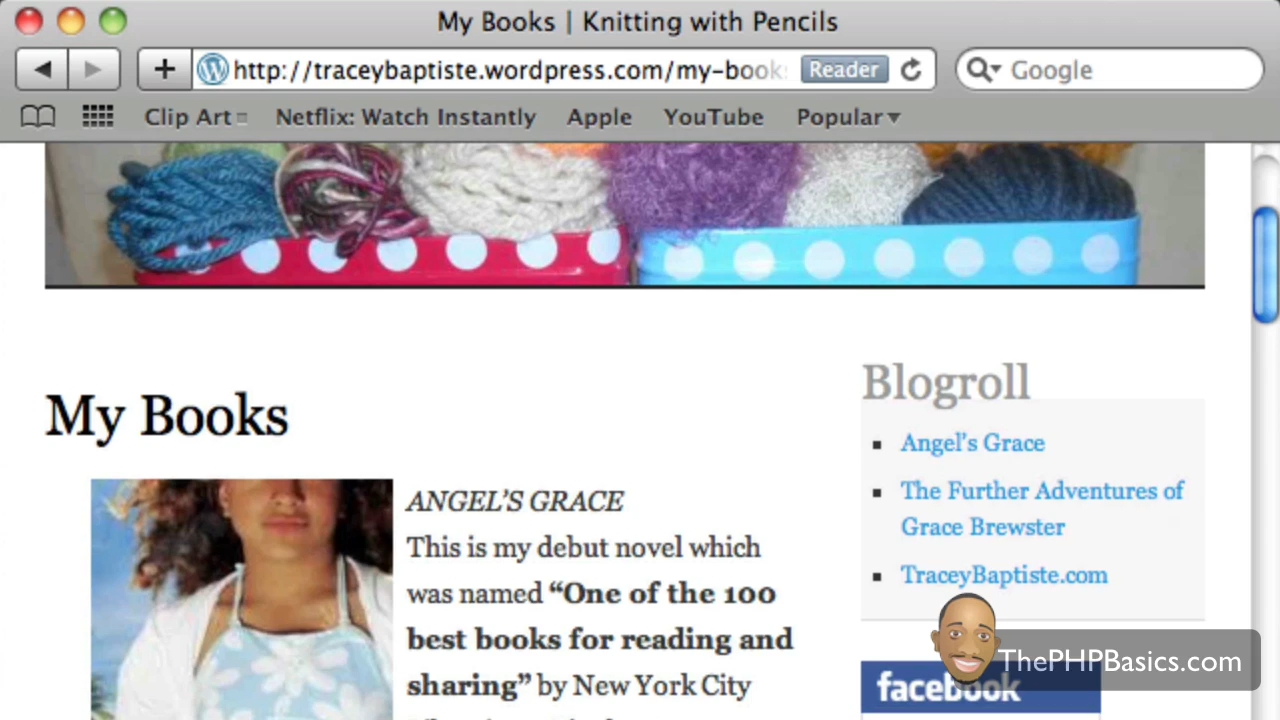 My Books | Knitting with Pencils
http://traceybaptiste.wordpress.com/my-books
Reader
Google
Clip Art
Netflix: Watch Instantly
Apple
YouTube
Popular
My Books
ANGEL’S GRACE
This is my debut novel which
was named “One of the 100
best books for reading and
sharing” by New York City
Blogroll
Angel’s Grace
The Further Adventures of
Grace Brewster
TraceyBaptiste.com
ThePHPBasics.com
facebook